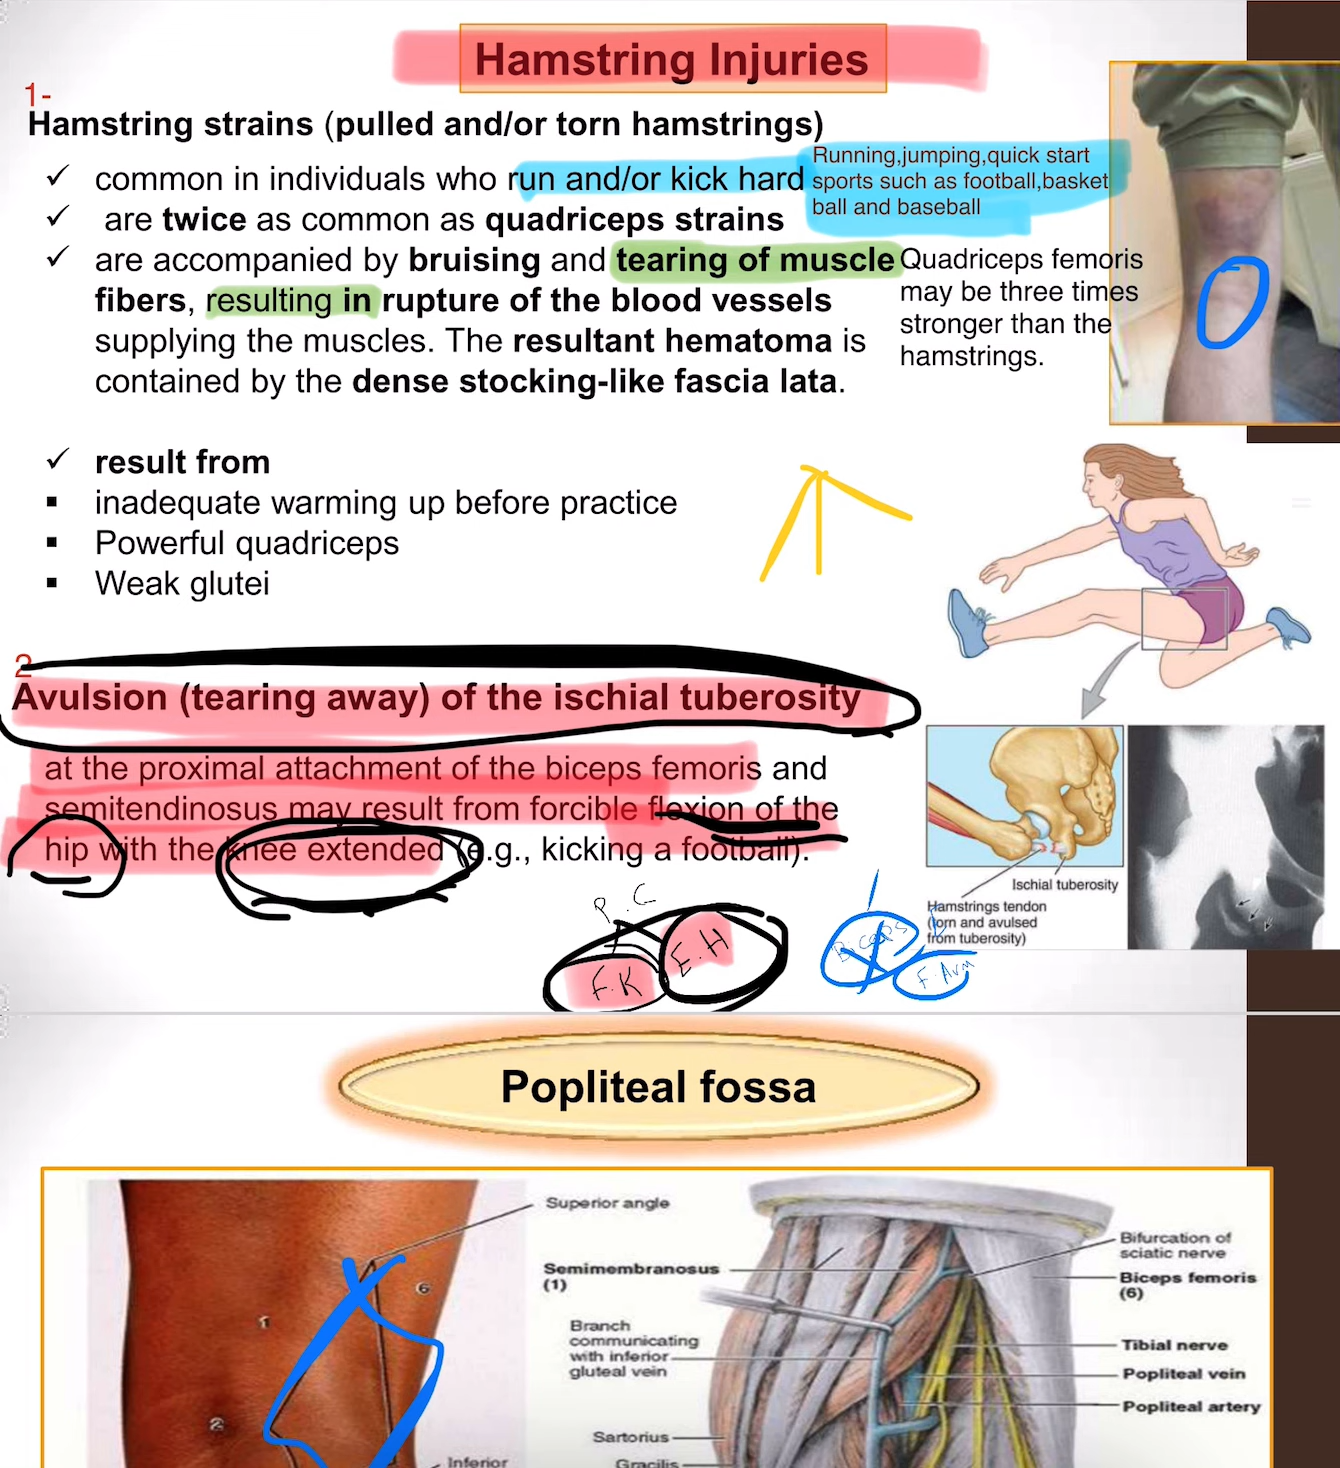 Hamstring Injuries
1-
Hamstring strains (pulled and/or torn hamstrings)
✓ common in individuals who run and/or kick hard
Running,jumping,quick start
sports such as football,basket
ball and baseball
✓ are twice as common as quadriceps strains
✓ are accompanied by bruising and tearing of muscle
fibers, resulting in rupture of the blood vessels
supplying the muscles. The resultant hematoma is
contained by the dense stocking-like fascia lata.
Quadriceps femoris
may be three times
stronger than the
hamstrings.
✓ result from
▪ inadequate warming up before practice
▪ Powerful quadriceps
▪ Weak glutei
2
Avulsion (tearing away) of the ischial tuberosity
at the proximal attachment of the biceps femoris and
semitendinosus may result from forcible flexion of the
hip with the knee extended (e.g., kicking a football).
Ischial tuberosity
Hamstrings tendon
(torn and avulsed
from tuberosity)
P.C
F.K
E.H
Biceps
F.Arm
Popliteal fossa
Superior angle
6
1
2
Inferior
Semimembranosus
(1)
Branch
communicating
with inferior
gluteal vein
Sartorius
Gracilis
Bifurcation of
sciatic nerve
Biceps femoris
(6)
Tibial nerve
Popliteal vein
Popliteal artery